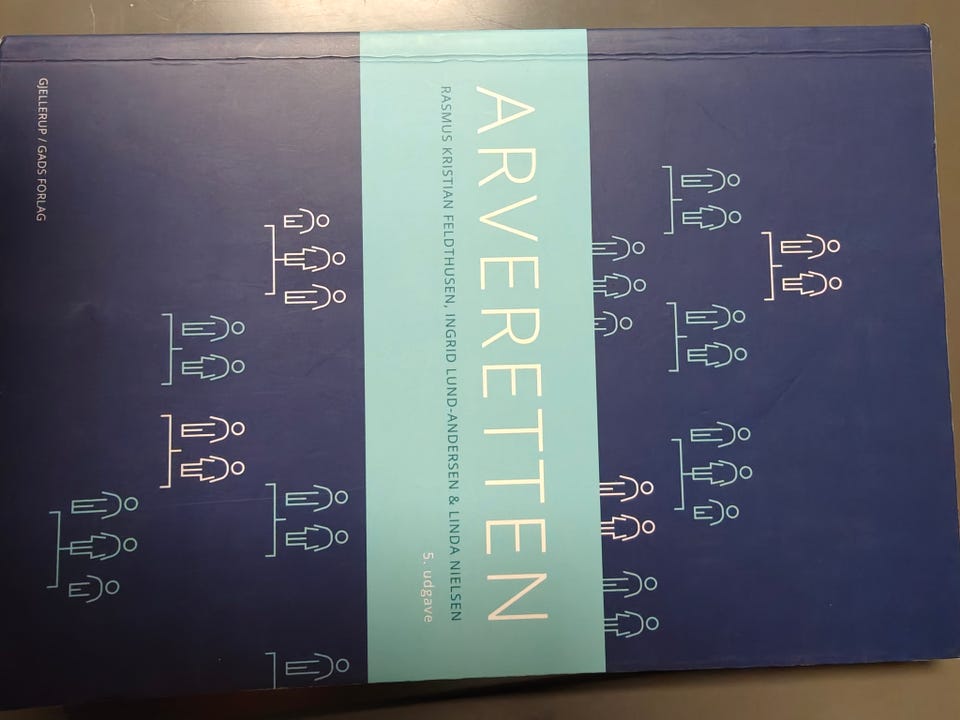 ARVERETTEN
RASMUS KRISTIAN FELDTHUSEN, INGRID LUND-ANDERSEN & LINDA NIELSEN
5. udgave
GJELLERUP / GADS FORLAG